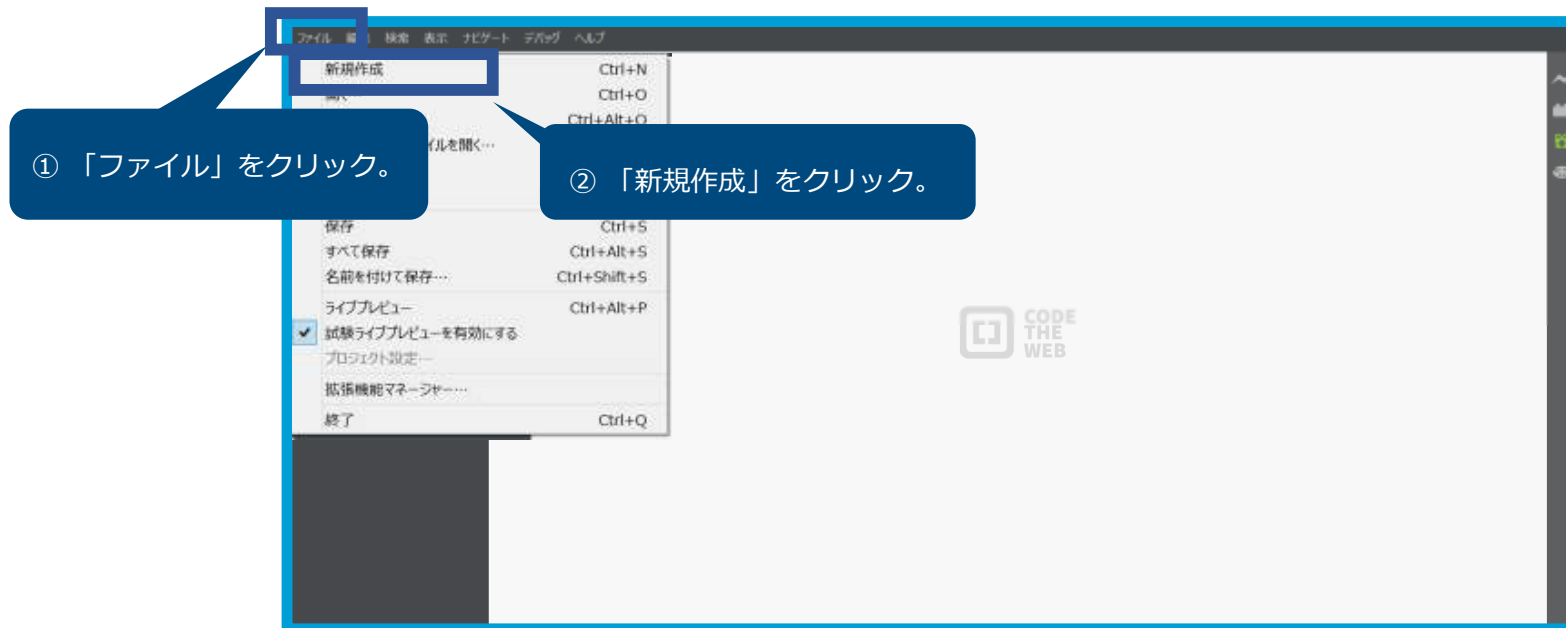 ファイル 検索 表示 ナビゲート デバッグ ヘルプ
新規作成 Ctrl+N
Ctrl+O
Ctrl+Alt+O
イルを開く…
① 「ファイル」をクリック。
② 「新規作成」をクリック。
保存 Ctrl+S
すべて保存 Ctrl+Alt+S
名前を付けて保存… Ctrl+Shift+S
ライブプレビュー Ctrl+Alt+P
試験ライブプレビューを有効にする
プロジェクト設定…
拡張機能マネージャー…
終了 Ctrl+Q
CODE
THE
WEB